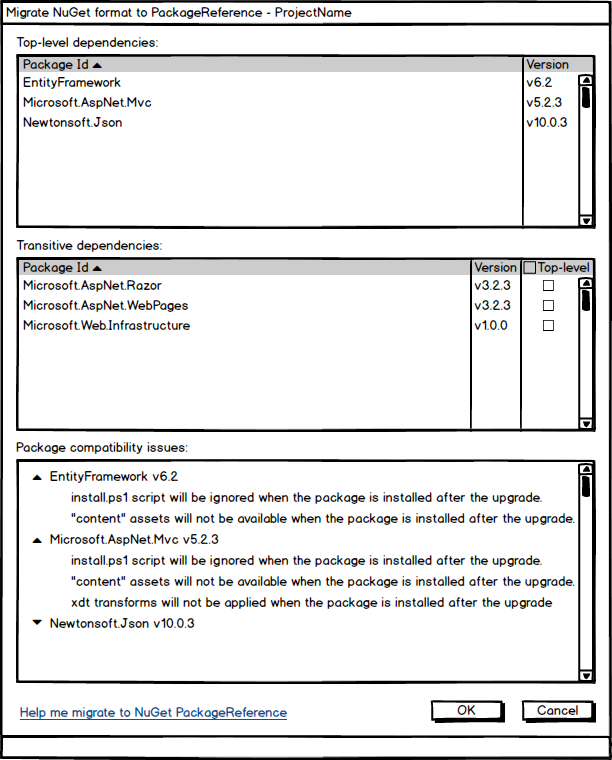 Migrate NuGet format to PackageReference - ProjectName
Top-level dependencies:
Package Id Version
EntityFramework v6.2
Microsoft.AspNet.Mvc v5.2.3
Newtonsoft.Json v10.0.3
Transitive dependencies:
Package Id Version Top-level
Microsoft.AspNet.Razor v3.2.3
Microsoft.AspNet.WebPages v3.2.3
Microsoft.Web.Infrastructure v1.0.0
Package compatibility issues:
EntityFramework v6.2
install.ps1 script will be ignored when the package is installed after the upgrade.
"content" assets will not be available when the package is installed after the upgrade.
Microsoft.AspNet.Mvc v5.2.3
install.ps1 script will be ignored when the package is installed after the upgrade.
"content" assets will not be available when the package is installed after the upgrade.
xdt transforms will not be applied when the package is installed after the upgrade
Newtonsoft.Json v10.0.3
Help me migrate to NuGet PackageReference OK Cancel